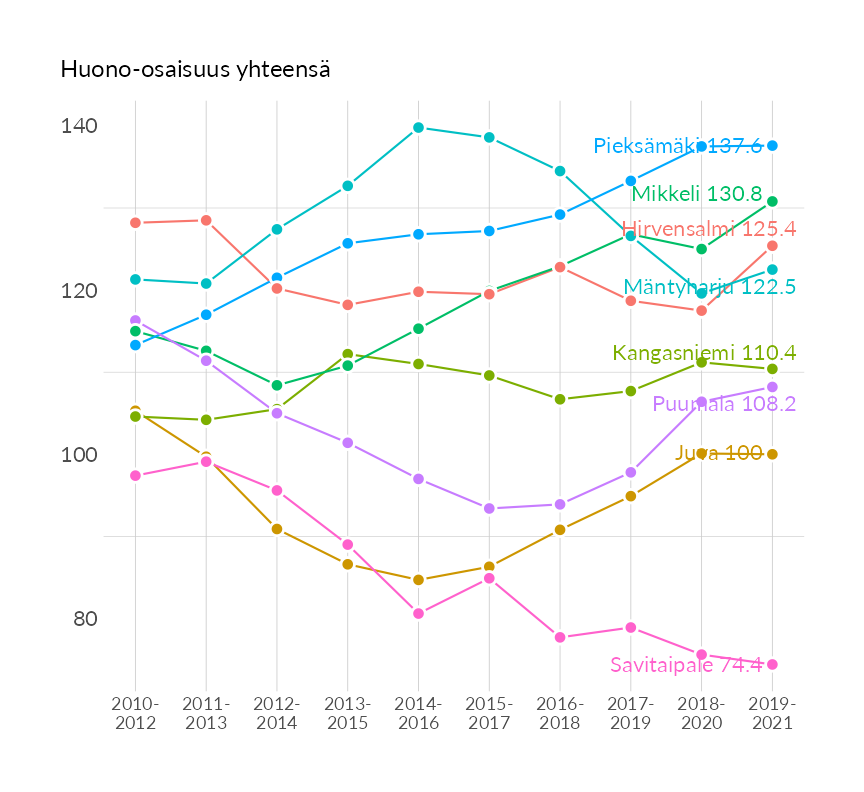 Huono-osaisuus yhteensä
140
Pieksämäki 137.6
Mikkeli 130.8
Hirvensalmi 125.4
120
Mäntyharju 122.5
Kangasniemi 110.4
Puumala 108.2
100
Juva 100
80
Savitaipale 74.4
2010- 2011- 2012- 2013- 2014- 2015- 2016- 2017- 2018- 2019-
2012 2013 2014 2015 2016 2017 2018 2019 2020 2021